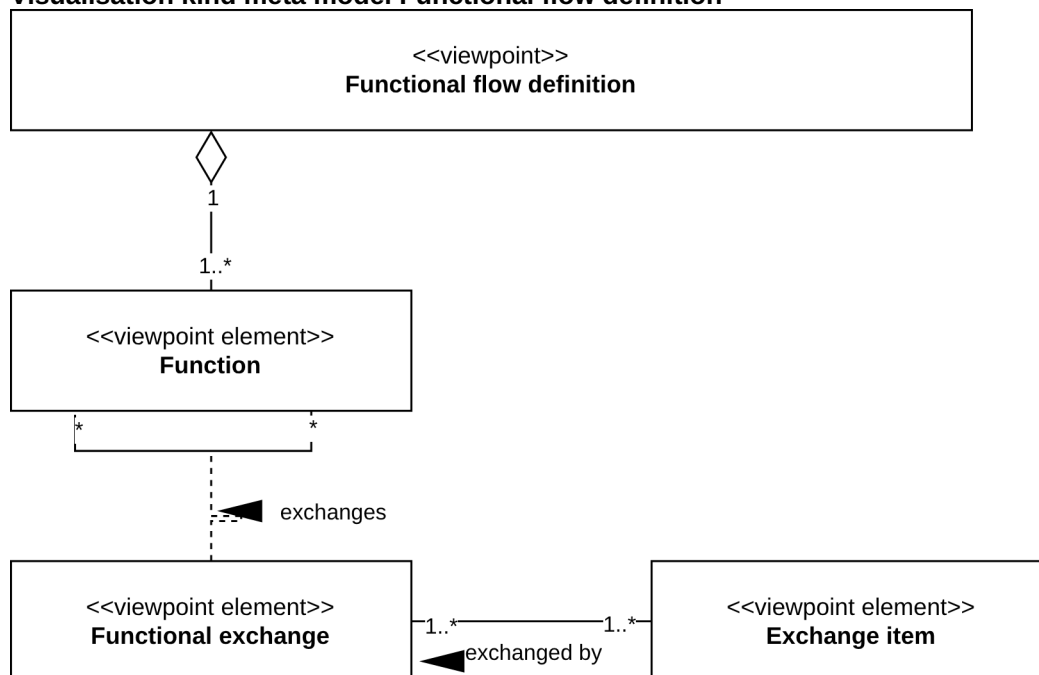 Visualisation kind meta model Functional flow definition
<<viewpoint>>
Functional flow definition
1
1..*
<<viewpoint element>>
Function
*
*
exchanges
<<viewpoint element>>
Functional exchange
1..*
1..*
exchanged by
<<viewpoint element>>
Exchange item